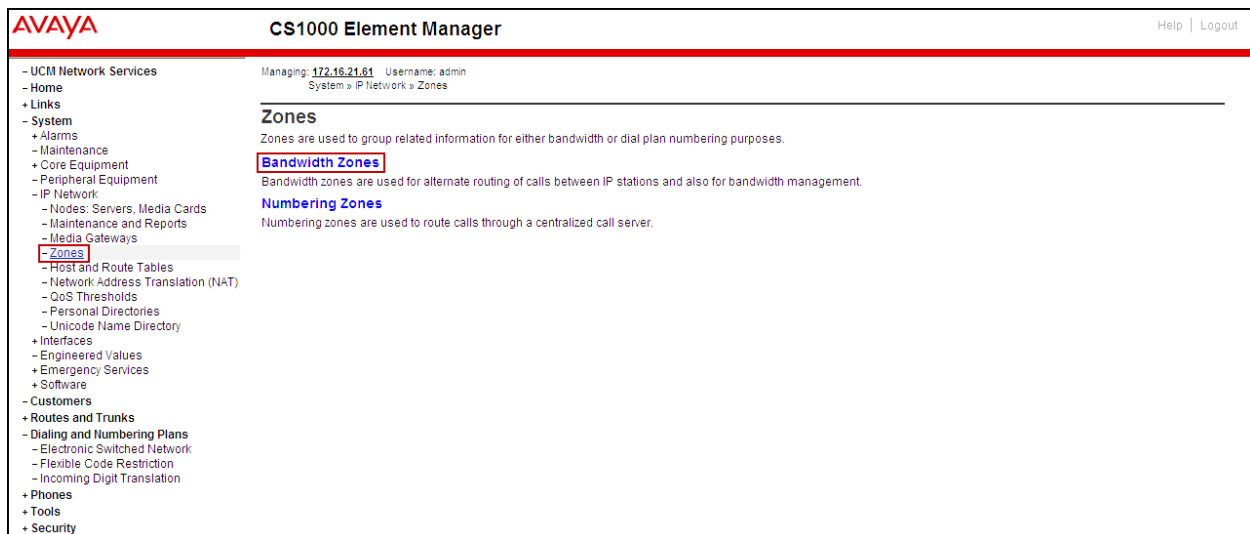 AVAYA
CS1000 Element Manager
Help | Logout
– UCM Network Services
– Home
+ Links
– System
+ Alarms
– Maintenance
+ Core Equipment
– Peripheral Equipment
– IP Network
– Nodes: Servers, Media Cards
– Maintenance and Reports
– Media Gateways
– Zones
– Host and Route Tables
– Network Address Translation (NAT)
– QoS Thresholds
– Personal Directories
– Unicode Name Directory
+ Interfaces
– Engineered Values
+ Emergency Services
+ Software
– Customers
+ Routes and Trunks
– Dialing and Numbering Plans
– Electronic Switched Network
– Flexible Code Restriction
– Incoming Digit Translation
+ Phones
+ Tools
+ Security
Managing: 172.16.21.61 Username: admin
System » IP Network » Zones
Zones
Zones are used to group related information for either bandwidth or dial plan numbering purposes.
Bandwidth Zones
Bandwidth zones are used for alternate routing of calls between IP stations and also for bandwidth management.
Numbering Zones
Numbering zones are used to route calls through a centralized call server.